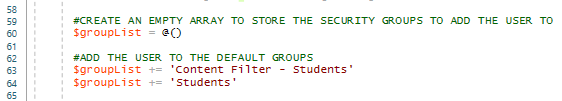 58
59 #CREATE AN EMPTY ARRAY TO STORE THE SECURITY GROUPS TO ADD THE USER TO
60 $groupList = @()
61
62 #ADD THE USER TO THE DEFAULT GROUPS
63 $groupList += 'Content Filter - Students'
64 $groupList += 'Students'
65